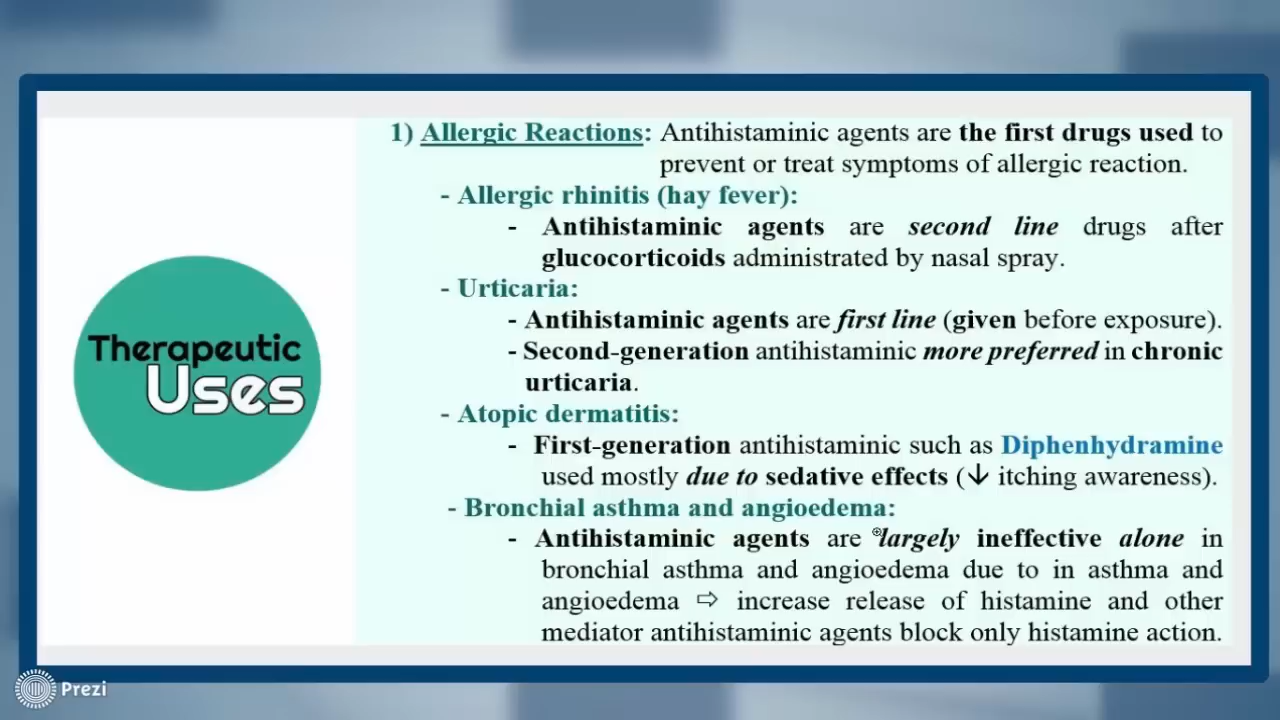 Therapeutic
Uses
1) Allergic Reactions: Antihistaminic agents are the first drugs used to
prevent or treat symptoms of allergic reaction.
- Allergic rhinitis (hay fever):
- Antihistaminic agents are second line drugs after
glucocorticoids administrated by nasal spray.
- Urticaria:
- Antihistaminic agents are first line (given before exposure).
- Second-generation antihistaminic more preferred in chronic
urticaria.
- Atopic dermatitis:
- First-generation antihistaminic such as Diphenhydramine
used mostly due to sedative effects (↓ itching awareness).
- Bronchial asthma and angioedema:
- Antihistaminic agents are largely ineffective alone in
bronchial asthma and angioedema due to in asthma and
angioedema ⇨ increase release of histamine and other
mediator antihistaminic agents block only histamine action.
Prezi